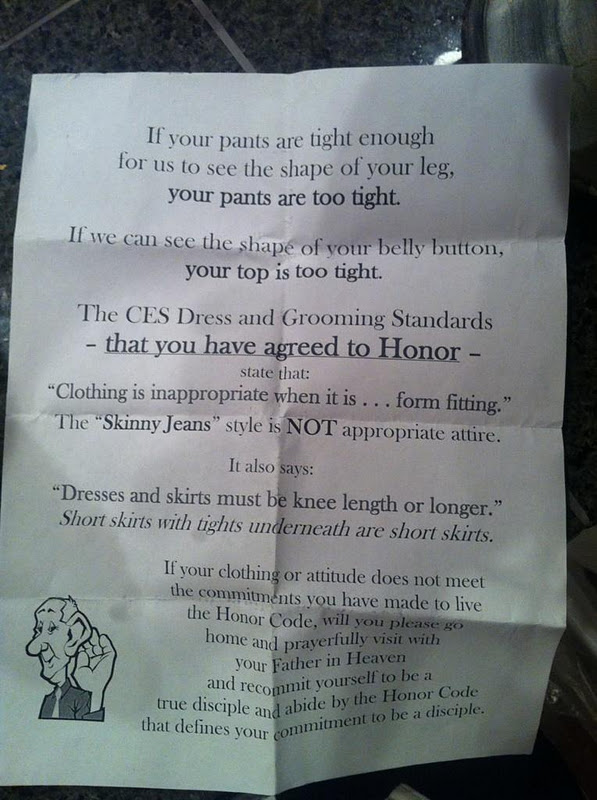 If your pants are tight enough
for us to see the shape of your leg,
your pants are too tight.
If we can see the shape of your belly button,
your top is too tight.
The CES Dress and Grooming Standards
– that you have agreed to Honor –
state that:
“Clothing is inappropriate when it is . . . form fitting.”
The “Skinny Jeans” style is NOT appropriate attire.
It also says:
“Dresses and skirts must be knee length or longer.”
Short skirts with tights underneath are short skirts.
If your clothing or attitude does not meet
the commitments you have made to live
the Honor Code, will you please go
home and prayerfully visit with
your Father in Heaven
and recommit yourself to be a
true disciple and abide by the Honor Code
that defines your commitment to be a disciple.